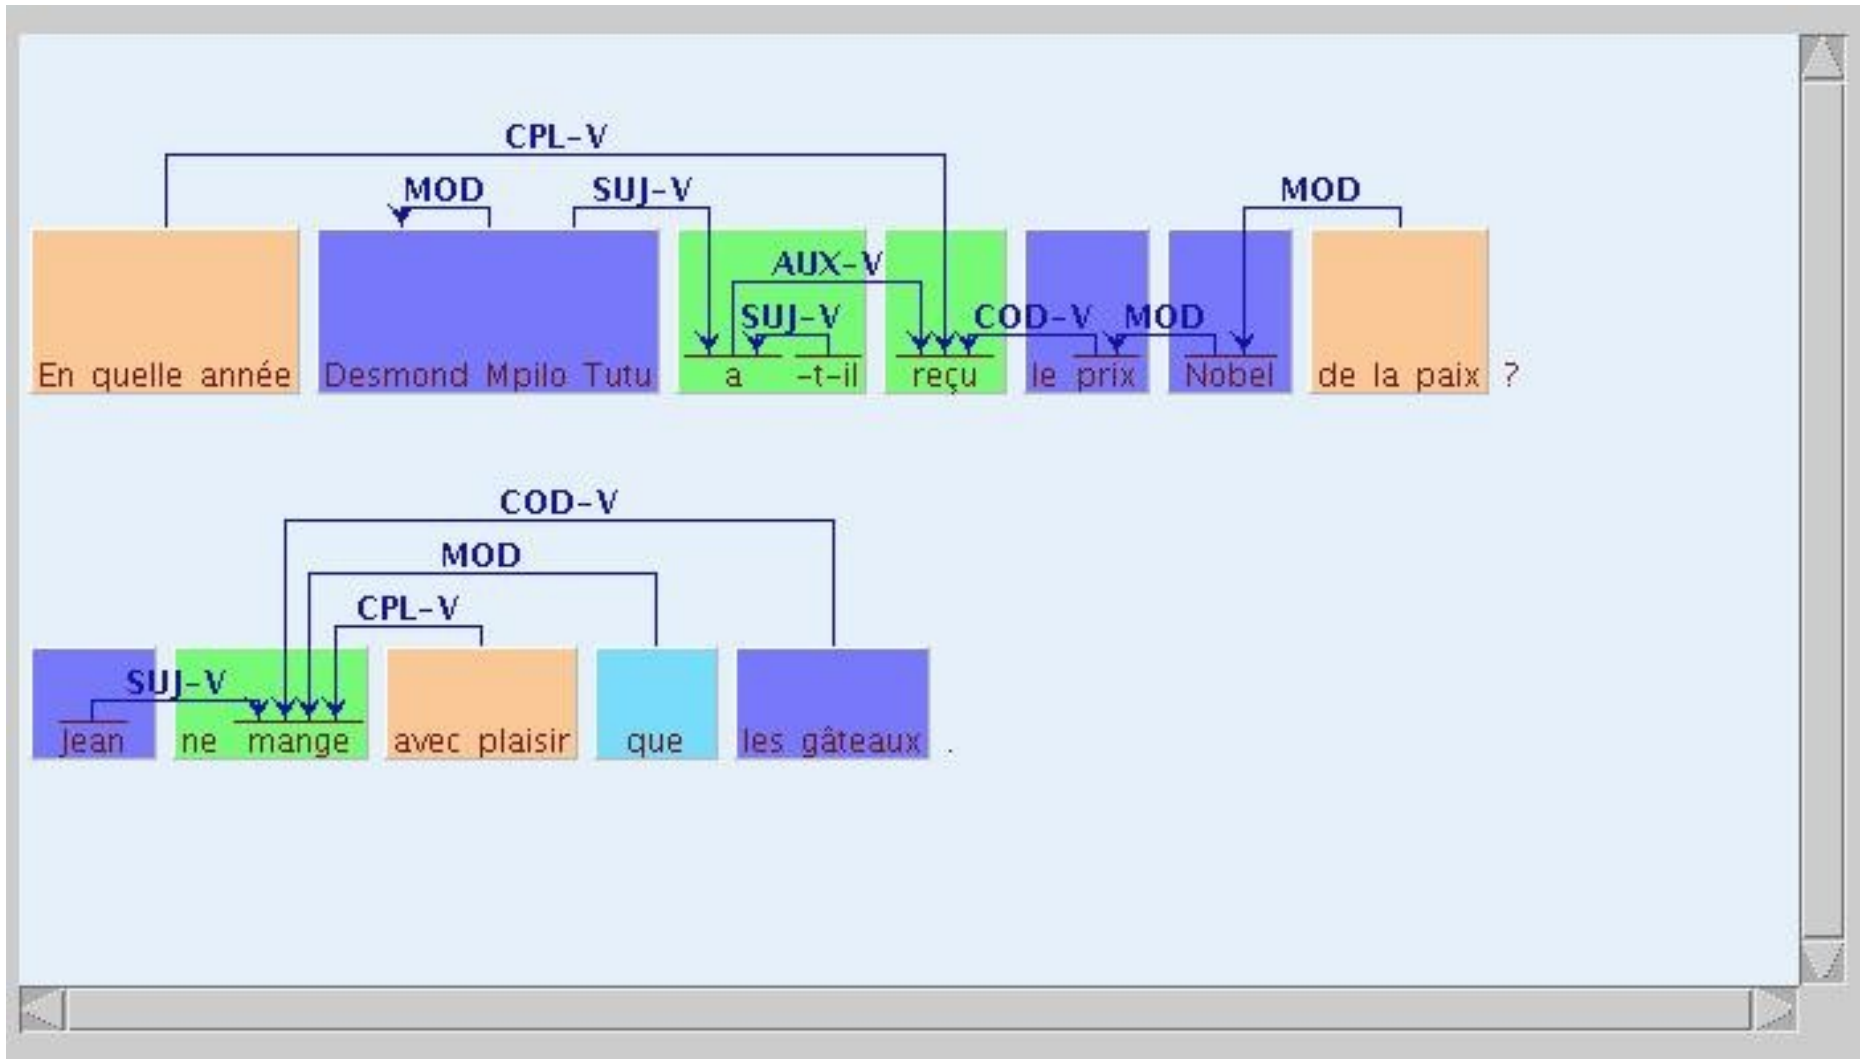 CPL-V
MOD SUJ-V MOD
AUX-V
SUJ-V COD-V MOD
En quelle année Desmond Mpilo Tutu a -t-il reçu le prix Nobel de la paix ?
COD-V
MOD
CPL-V
SUJ-V
Jean ne mange avec plaisir que les gâteaux .